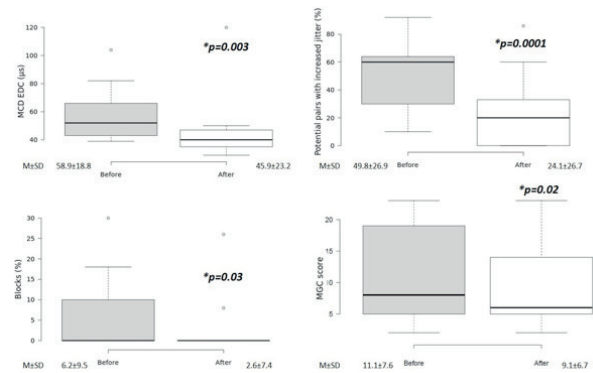 MCD EDC (µs)
120
100
80
60
40
*p=0.003
M±SD 58.9±18.8 Before After 45.9±23.2
Potential pairs with increased jitter (%)
80
60
40
20
0
*p=0.0001
M±SD 49.8±26.9 Before After 24.1±26.7
Blocks (%)
30
25
20
15
10
5
0
*p=0.03
M±SD 6.2±9.5 Before After 2.6±7.4
MGC score
20
15
10
5
*p=0.02
M±SD 11.1±7.6 Before After 9.1±6.7